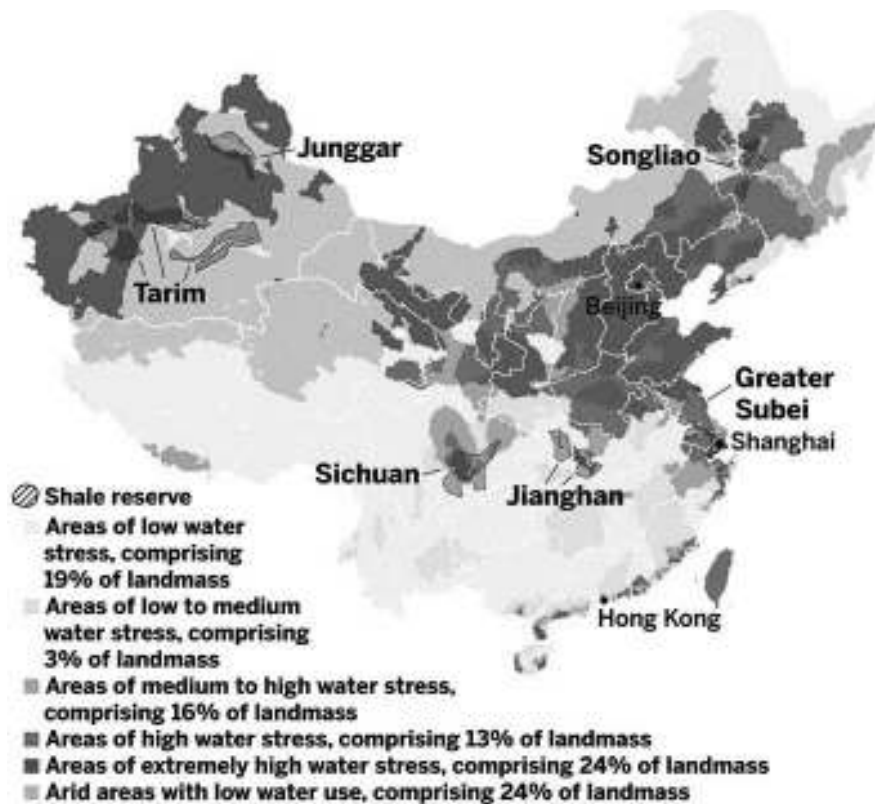 Junggar
Songliao
Tarim
Beijing
Greater
Subei
Shanghai
Sichuan
Jianghan
Shale reserve
Areas of low water
stress, comprising
19% of landmass
Hong Kong
Areas of low to medium
water stress, comprising
3% of landmass
Areas of medium to high water stress,
comprising 16% of landmass
Areas of high water stress, comprising 13% of landmass
Areas of extremely high water stress, comprising 24% of landmass
Arid areas with low water use, comprising 24% of landmass